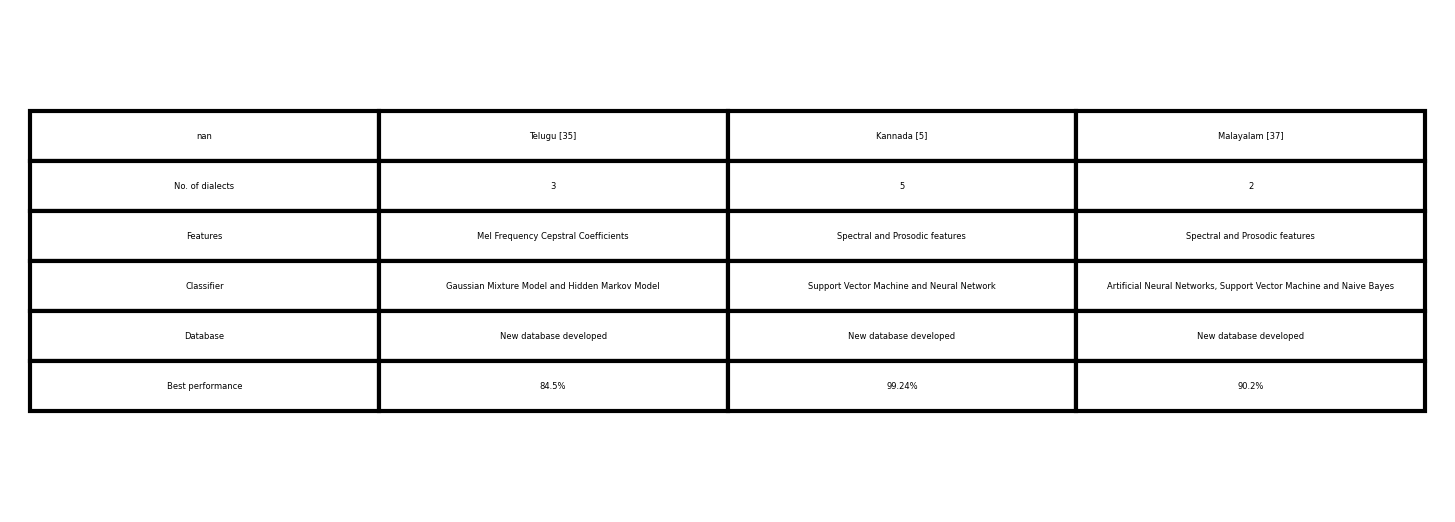 nan Telugu [35] Kannada [5] Malayalam [37]
No. of dialects 3 5 2
Features Mel Frequency Cepstral Coefficients Spectral and Prosodic features Spectral and Prosodic features
Classifier Gaussian Mixture Model and Hidden Markov Model Support Vector Machine and Neural Network Artificial Neural Networks, Support Vector Machine and Naive Bayes
Database New database developed New database developed New database developed
Best performance 84.5% 99.24% 90.2%